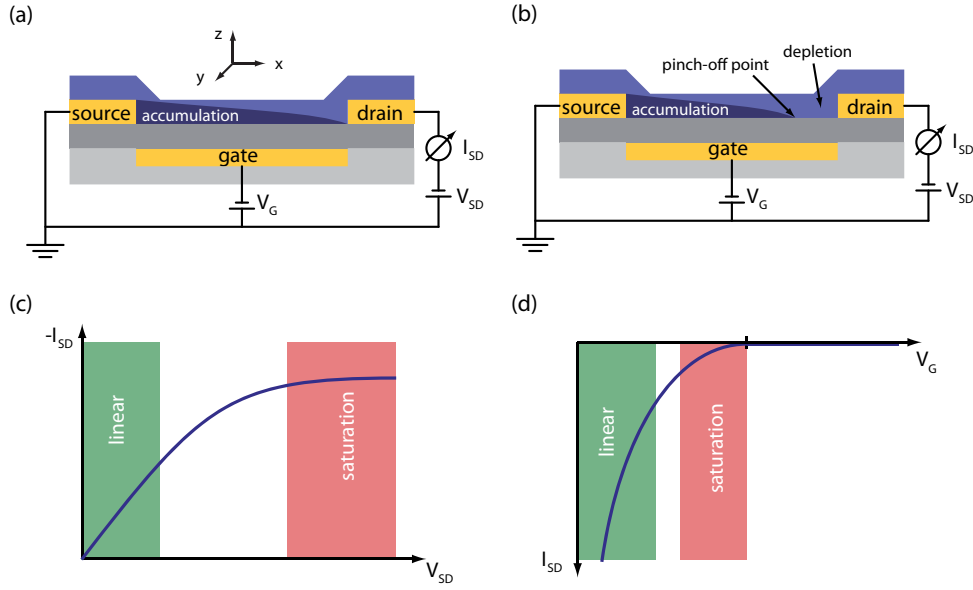 (a)
z
y
x
source
accumulation
drain
gate
I_SD
V_G
V_SD
(b)
depletion
pinch-off point
source
accumulation
drain
gate
I_SD
V_G
V_SD
(c)
-I_SD
linear
saturation
V_SD
(d)
V_G
linear
saturation
I_SD